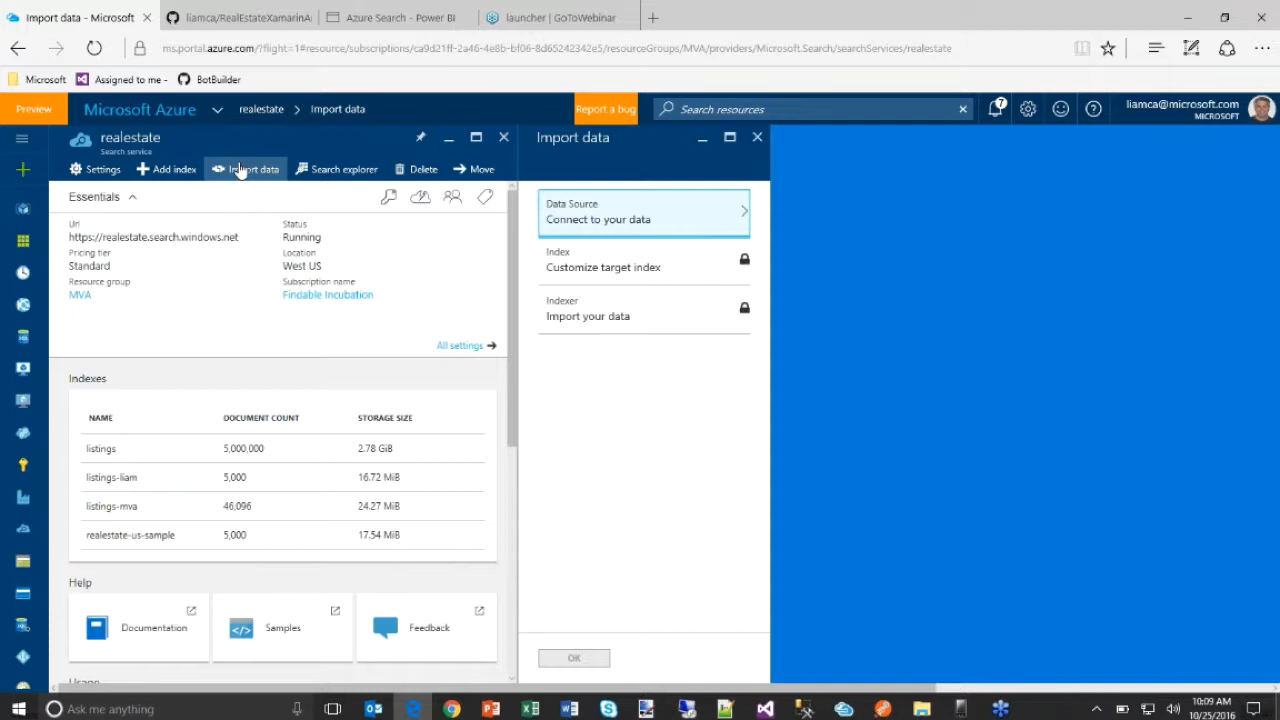 Import data - Microsoft
liamca/RealEstateXamarinA
Azure Search - Power BI
launcher | GoToWebinar
ms.portal.azure.com/?flight=1#resource/subscriptions/ca9d21ff-2a46-4e8b-bf06-8d65242342e5/resourceGroups/MVA/providers/Microsoft.Search/searchServices/realestate
Microsoft
Assigned to me -
BotBuilder
Preview
Microsoft Azure
realestate > Import data
Report a bug
Search resources
7
liamca@microsoft.com
MICROSOFT
realestate
Search service
Settings
Add index
Import data
Search explorer
Delete
Move
Essentials
Url
https://realestate.search.windows.net
Status
Running
Pricing tier
Standard
Location
West US
Resource group
MVA
Subscription name
Findable Incubation
All settings
Indexes
NAME DOCUMENT COUNT STORAGE SIZE
listings 5,000,000 2.78 GiB
listings-liam 5,000 16.72 MiB
listings-mva 46,096 24.27 MiB
realestate-us-sample 5,000 17.54 MiB
Help
Documentation
Samples
Feedback
Usage
Import data
Data Source
Connect to your data
Index
Customize target index
Indexer
Import your data
OK
Ask me anything
10:09 AM
10/25/2016